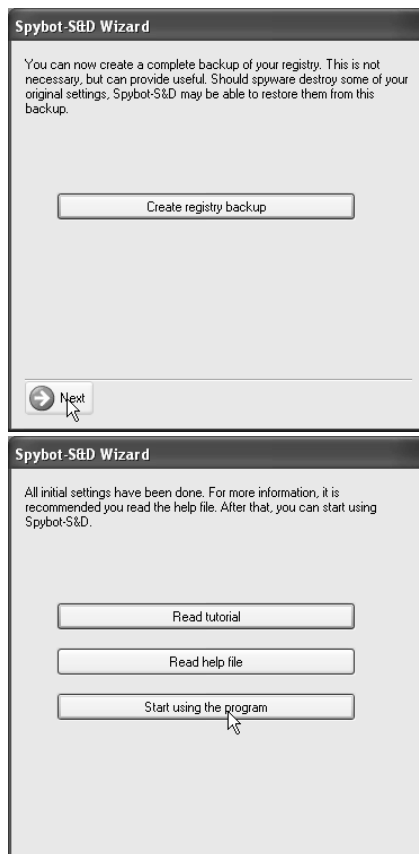 Spybot-S&D Wizard
You can now create a complete backup of your registry. This is not
necessary, but can provide useful. Should spyware destroy some of your
original settings, Spybot-S&D may be able to restore them from this
backup.
Create registry backup
Next
Spybot-S&D Wizard
All initial settings have been done. For more information, it is
recommended you read the help file. After that, you can start using
Spybot-S&D.
Read tutorial
Read help file
Start using the program